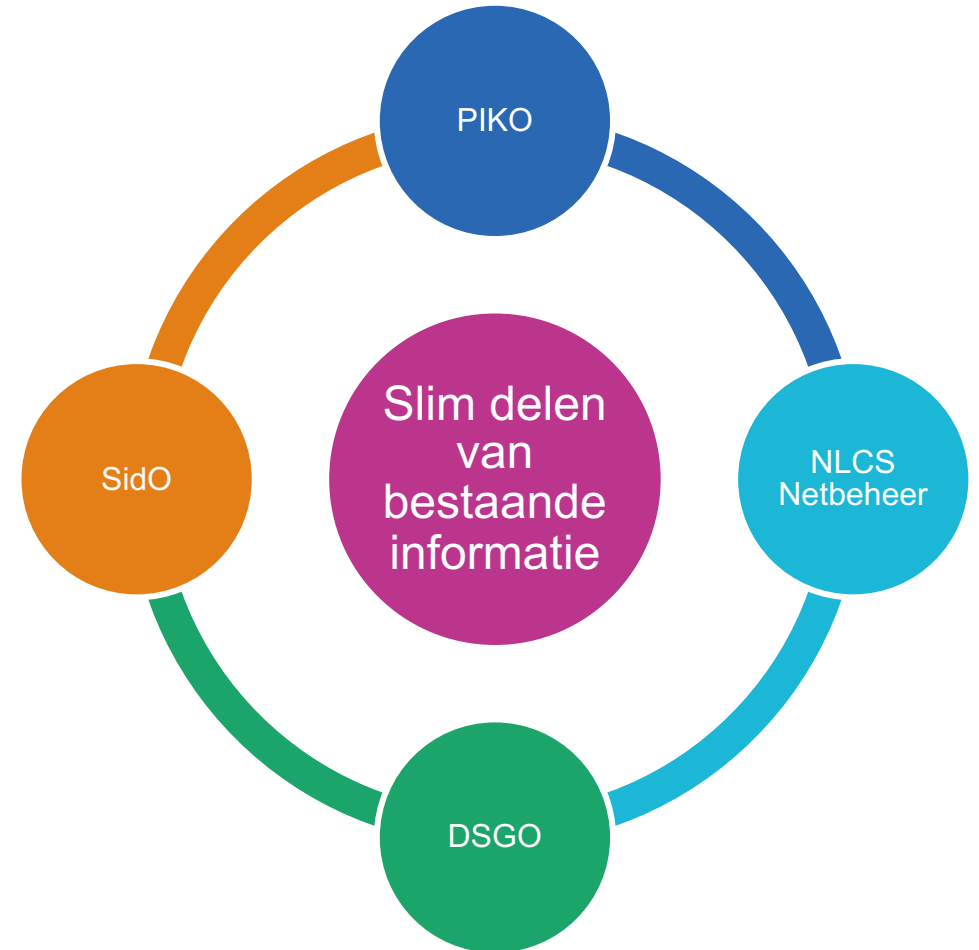 PIKO
Slim delen
van
bestaande
informatie
SidO
NLCS
Netbeheer
DSGO